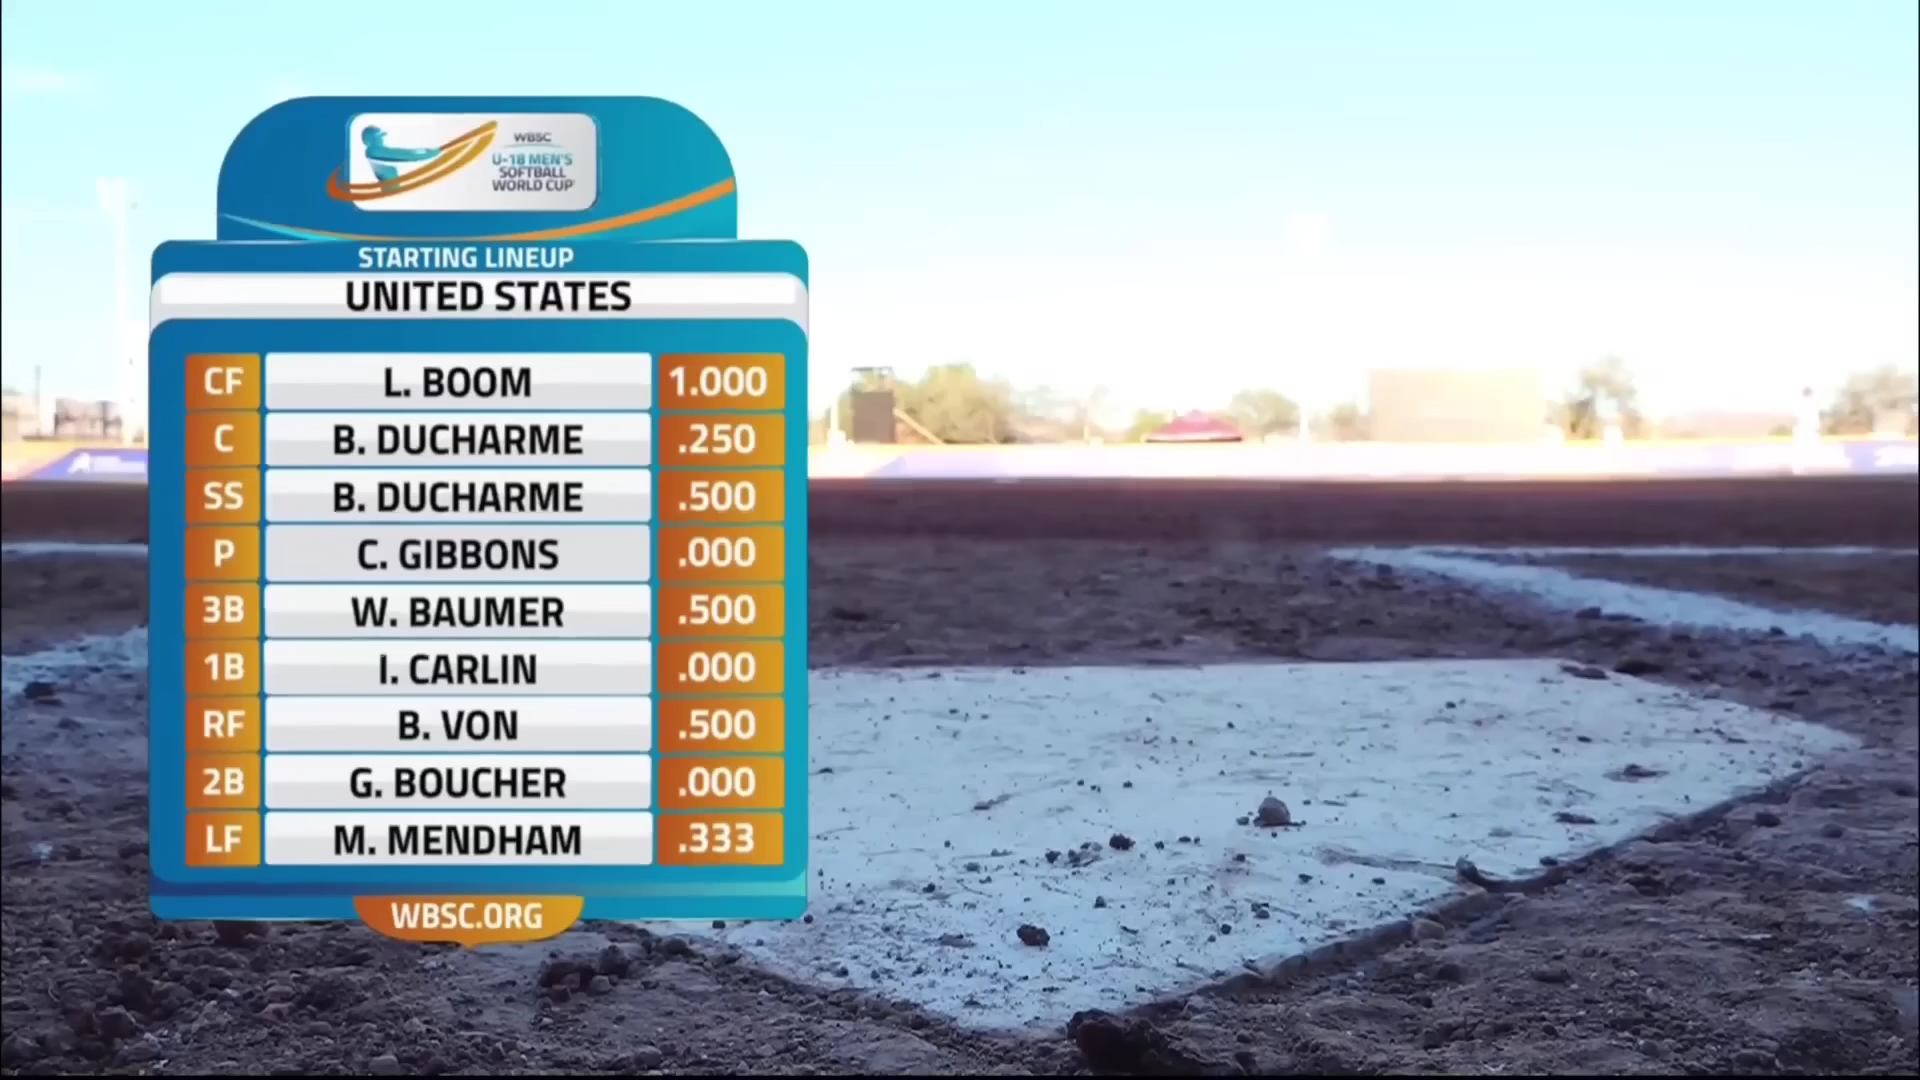 WBSC
U-18 MEN'S
SOFTBALL
WORLD CUP
STARTING LINEUP
UNITED STATES
CF L. BOOM 1.000
C B. DUCHARME .250
SS B. DUCHARME .500
P C. GIBBONS .000
3B W. BAUMER .500
1B I. CARLIN .000
RF B. VON .500
2B G. BOUCHER .000
LF M. MENDHAM .333
WBSC.ORG